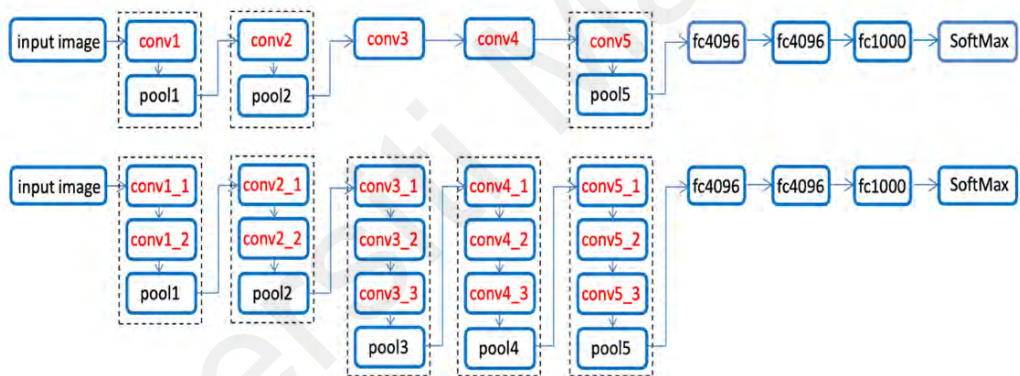 input image conv1 conv2 conv3 conv4 conv5 fc4096 fc4096 fc1000 SoftMax
pool1 pool2 pool5
input image conv1_1 conv2_1 conv3_1 conv4_1 conv5_1 fc4096 fc4096 fc1000 SoftMax
conv1_2 conv2_2 conv3_2 conv4_2 conv5_2
pool1 pool2 conv3_3 conv4_3 conv5_3
pool3 pool4 pool5